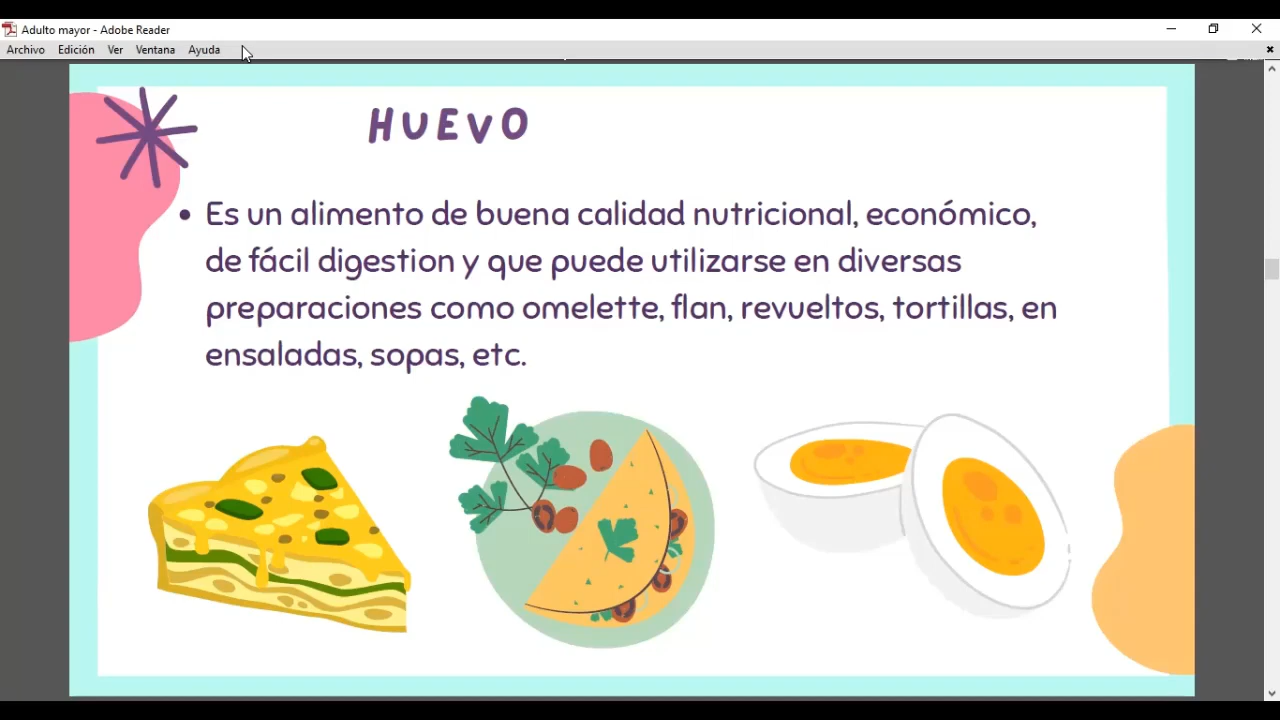 Adulto mayor - Adobe Reader
Archivo Edición Ver Ventana Ayuda
HUEVO
• Es un alimento de buena calidad nutricional, económico,
de fácil digestion y que puede utilizarse en diversas
preparaciones como omelette, flan, revueltos, tortillas, en
ensaladas, sopas, etc.